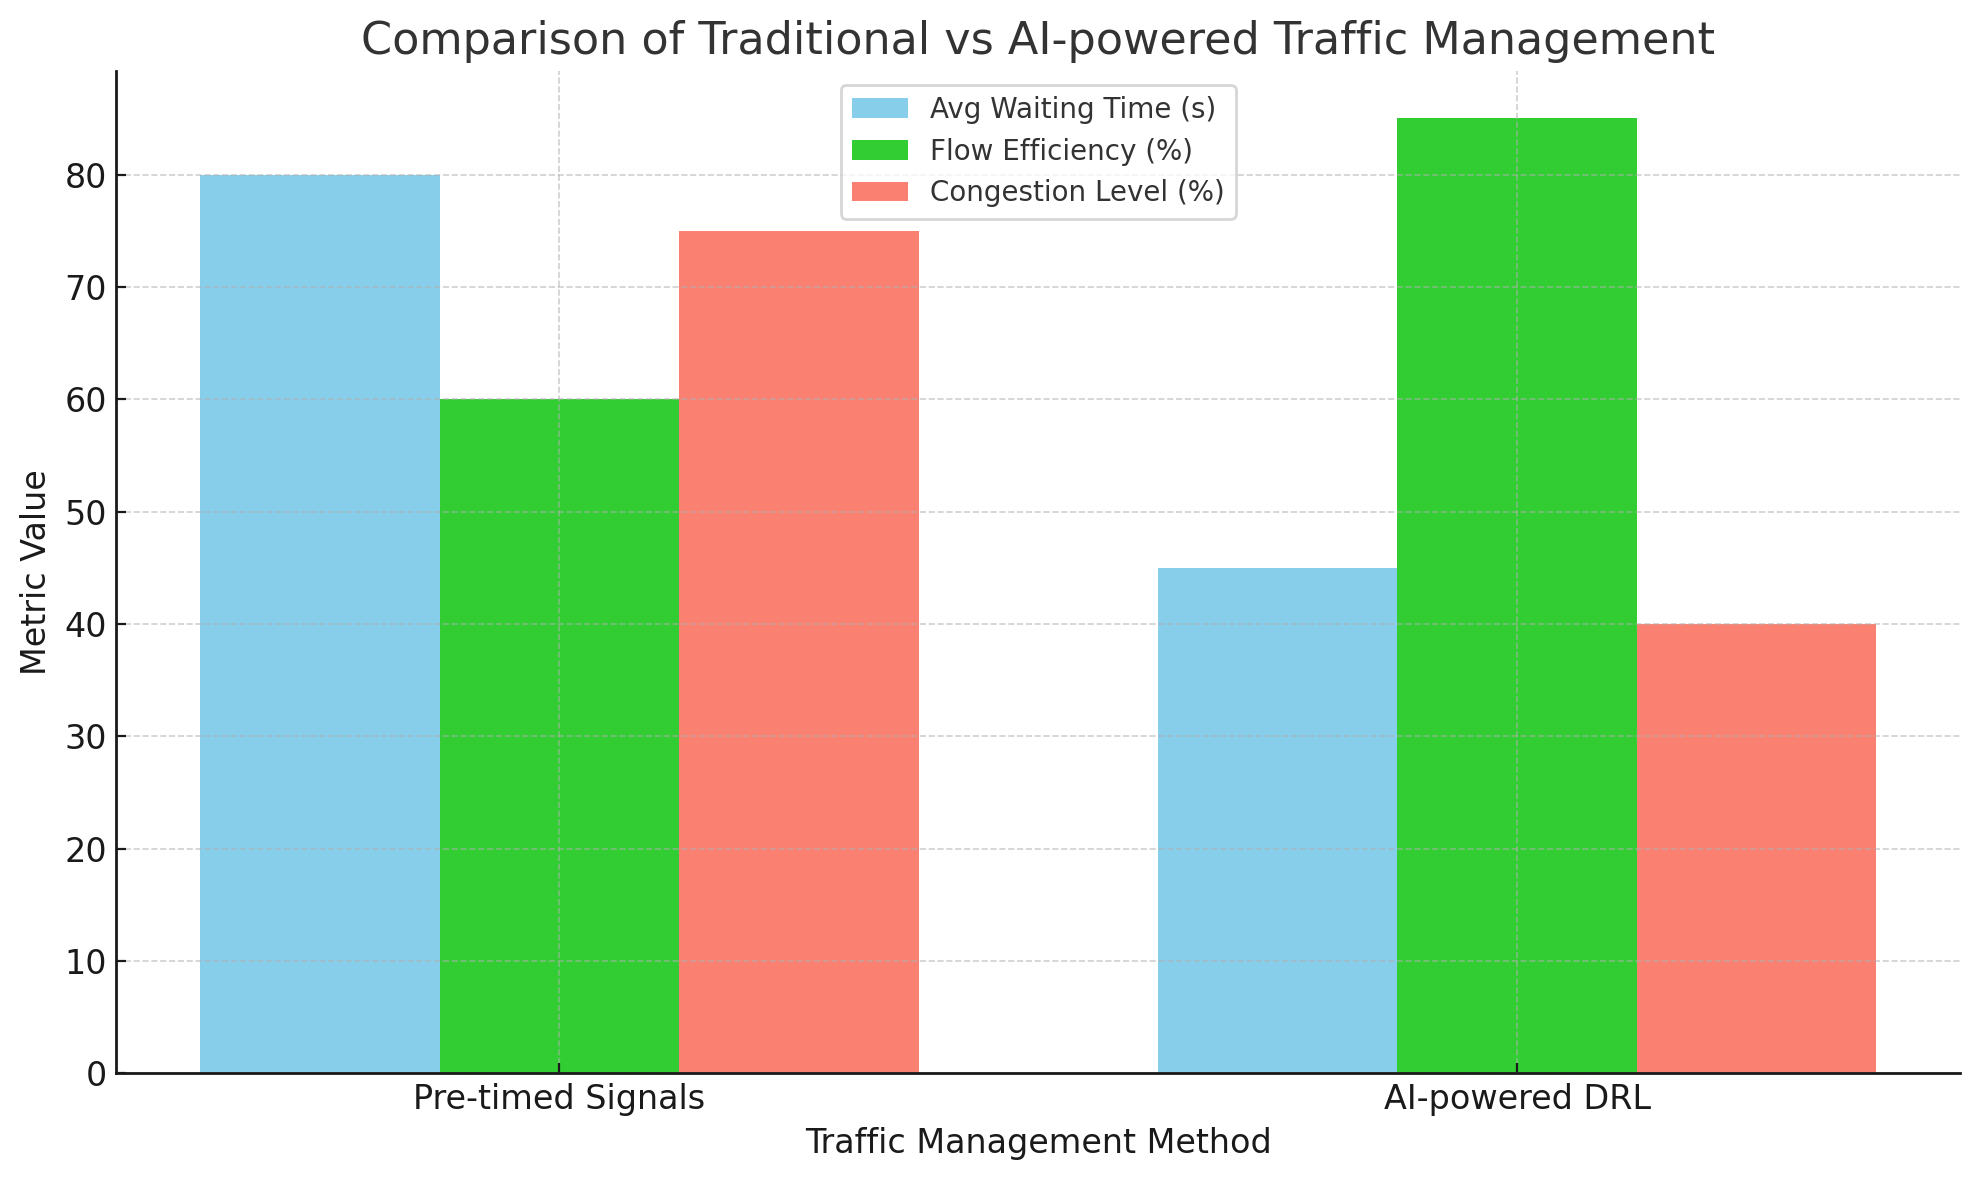 Comparison of Traditional vs AI-powered Traffic Management
Avg Waiting Time (s)
Flow Efficiency (%)
Congestion Level (%)
Metric Value
80
70
60
50
40
30
20
10
0
Pre-timed Signals
AI-powered DRL
Traffic Management Method